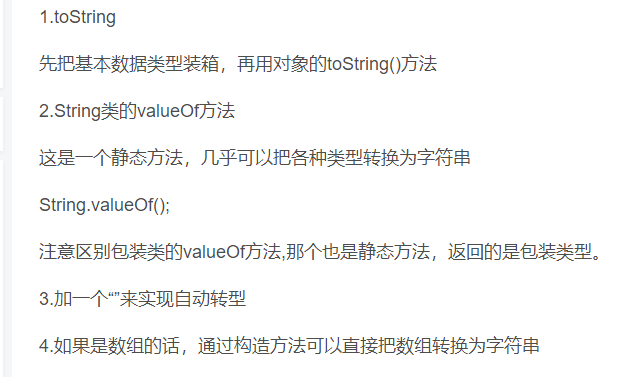 1.toString
先把基本数据类型装箱，再用对象的toString()方法
2.String类的valueOf方法
这是一个静态方法，几乎可以把各种类型转换为字符串
String.valueOf();
注意区别包装类的valueOf方法,那个也是静态方法，返回的是包装类型。
3.加一个“”来实现自动转型
4.如果是数组的话，通过构造方法可以直接把数组转换为字符串